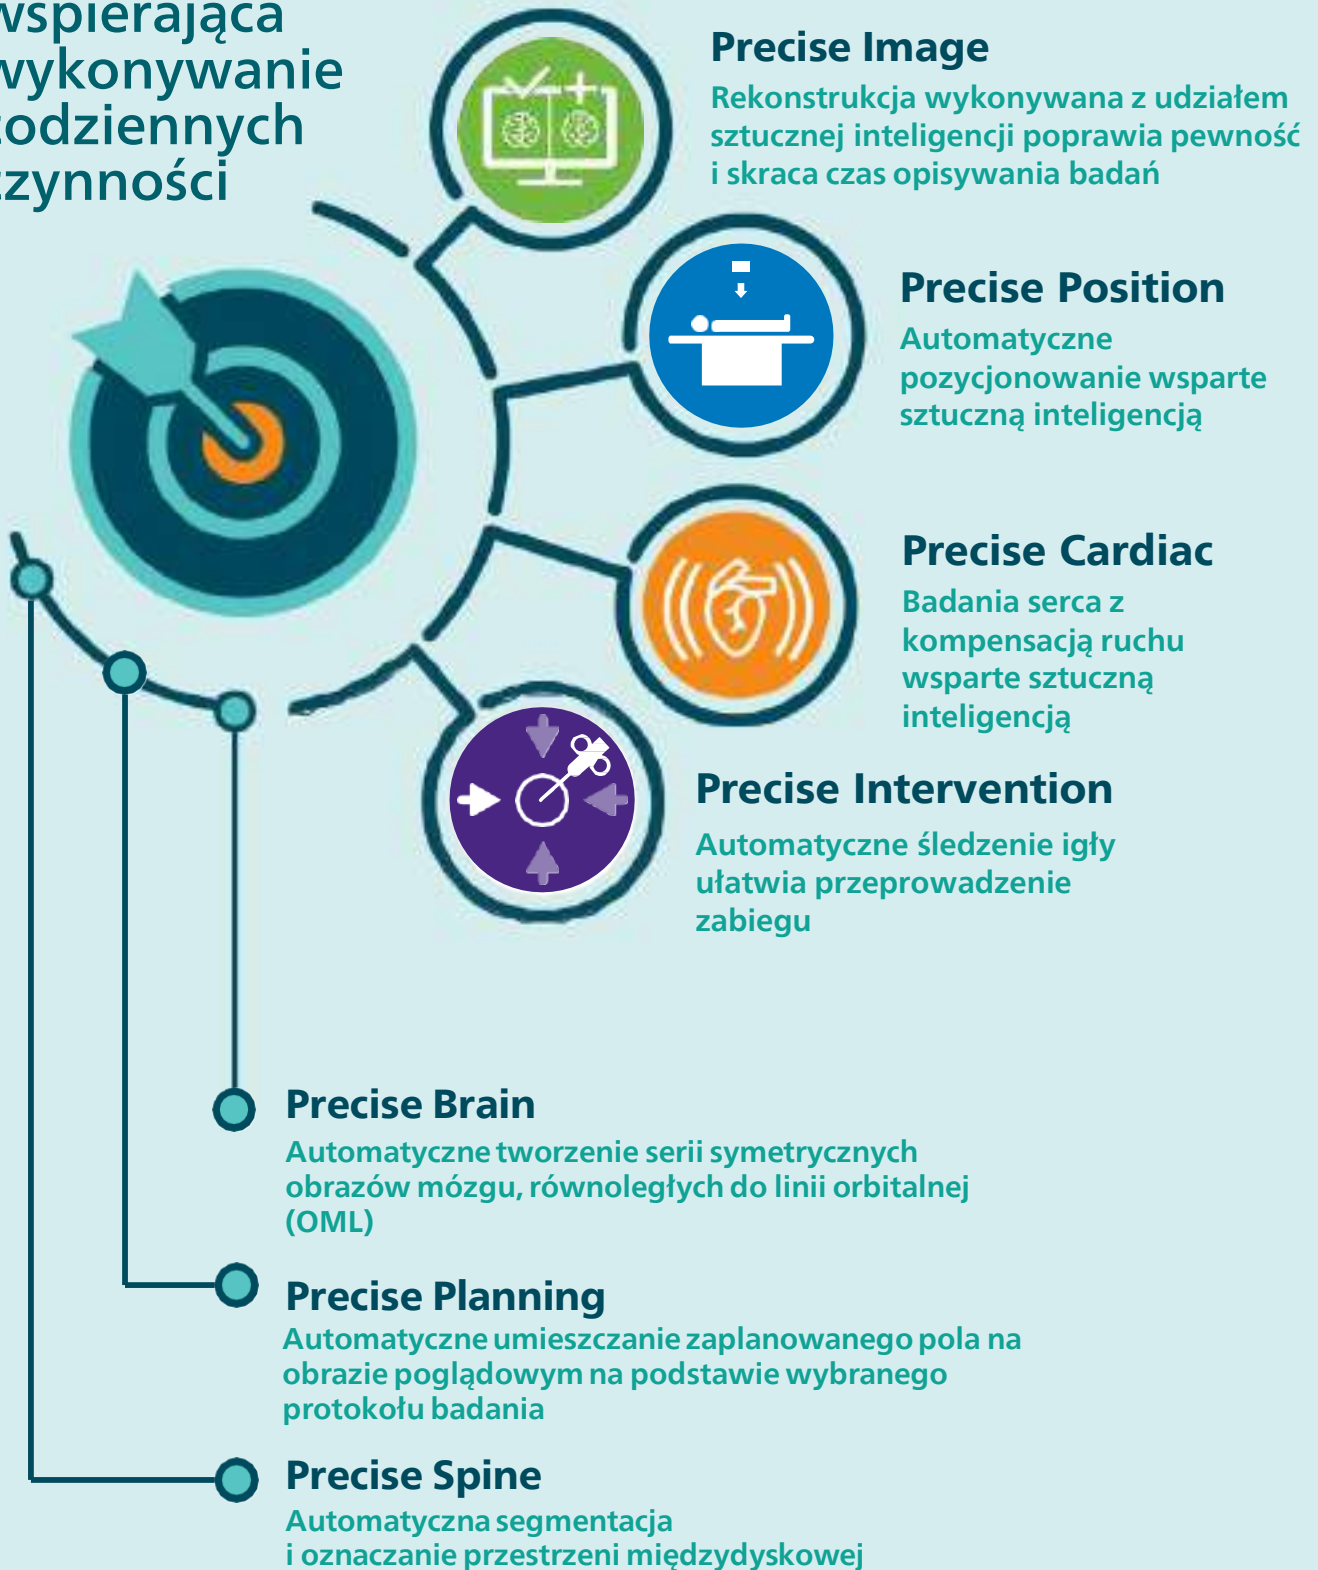 wspierająca
wykonywanie
codziennych
czynności
Precise Image
Rekonstrukcja wykonywana z udziałem
sztucznej inteligencji poprawia pewność
i skraca czas opisywania badań
Precise Position
Automatyczne
pozycjonowanie wsparte
sztuczną inteligencją
Precise Cardiac
Badania serca z
kompensacją ruchu
wsparte sztuczną
inteligencją
Precise Intervention
Automatyczne śledzenie igły
ułatwia przeprowadzenie
zabiegu
Precise Brain
Automatyczne tworzenie serii symetrycznych
obrazów mózgu, równoległych do linii orbitalnej
(OML)
Precise Planning
Automatyczne umieszczanie zaplanowanego pola na
obrazie poglądowym na podstawie wybranego
protokołu badania
Precise Spine
Automatyczna segmentacja
i oznaczanie przestrzeni międzydyskowej